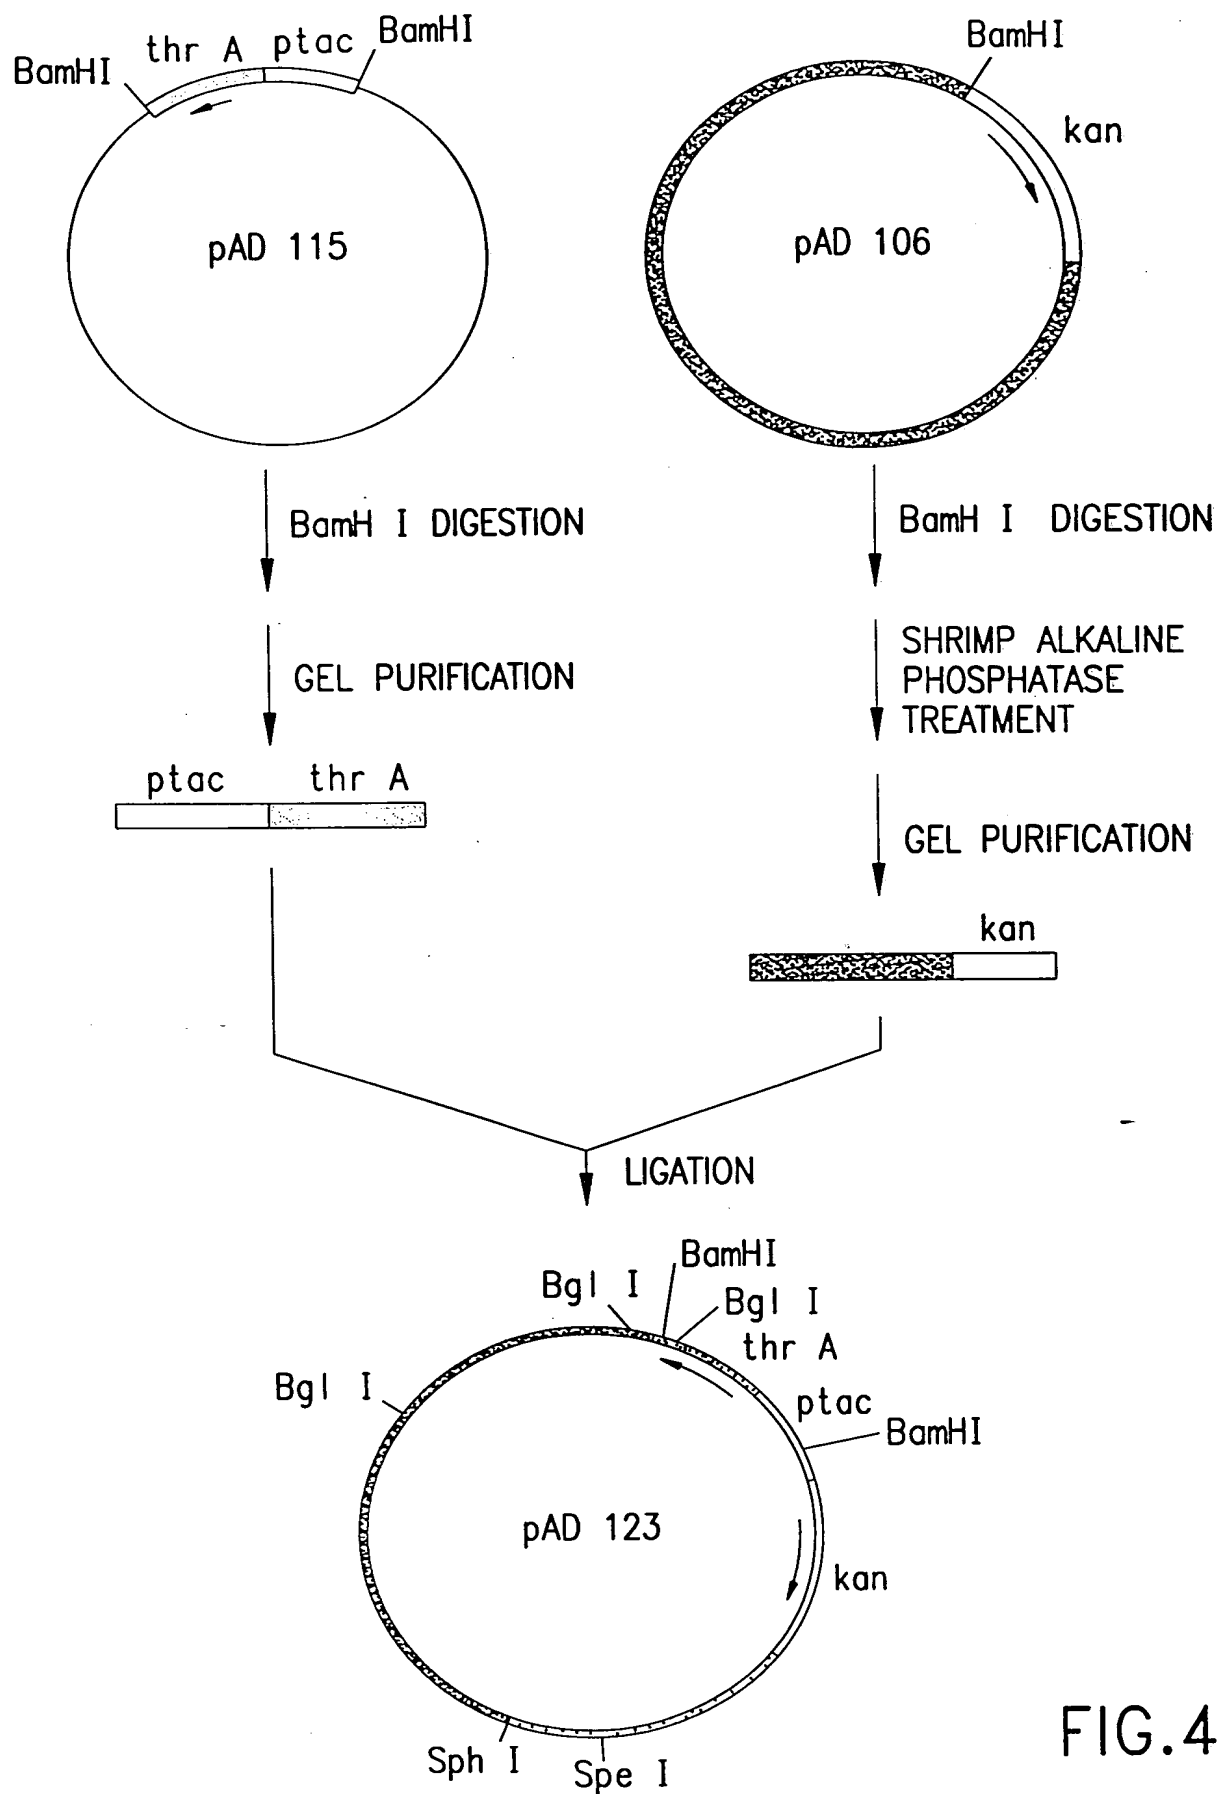 BamHI
thr A
ptac
BamHI
pAD 115
BamHI
kan
pAD 106
BamH I DIGESTION
BamH I DIGESTION
GEL PURIFICATION
SHRIMP ALKALINE
PHOSPHATASE
TREATMENT
ptac
thr A
GEL PURIFICATION
kan
LIGATION
BamHI
Bgl I
Bgl I
thr A
Bgl I
ptac
BamHI
pAD 123
kan
Sph I
Spe I
FIG.4